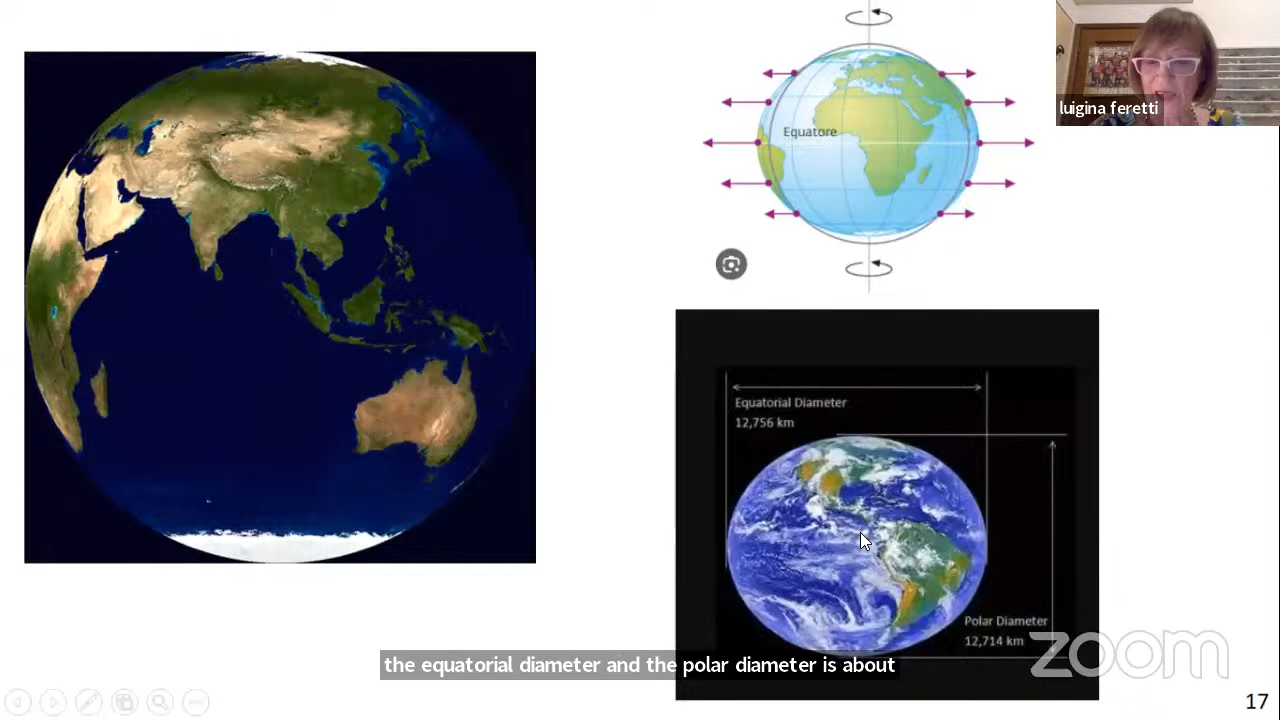 luigina feretti
Equatore
Equatorial Diameter
12,756 km
Polar Diameter
12,714 km
the equatorial diameter and the polar diameter is about
zoom
17